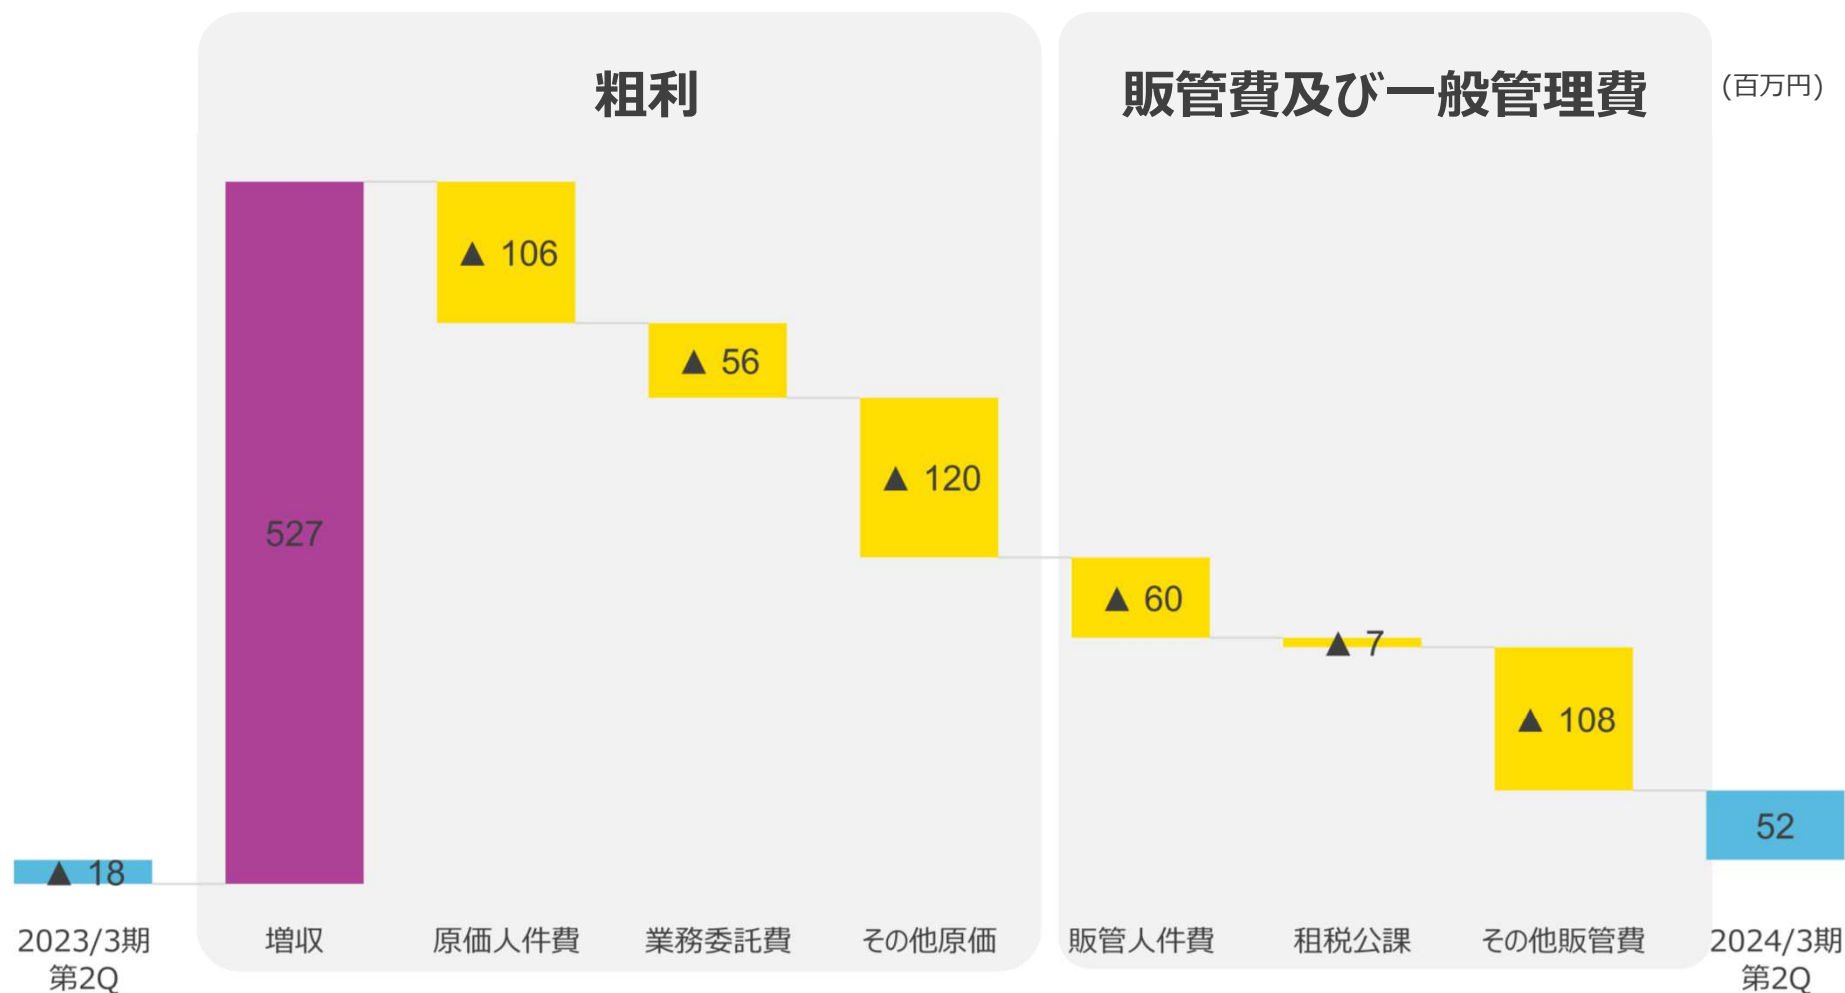 粗利
販管費及び一般管理費
(百万円)
▲ 106
▲ 56
▲ 120
527
▲ 60
▲ 7
▲ 108
52
▲ 18
2023/3期
第2Q
増収
原価人件費
業務委託費
その他原価
販管人件費
租税公課
その他販管費
2024/3期
第2Q